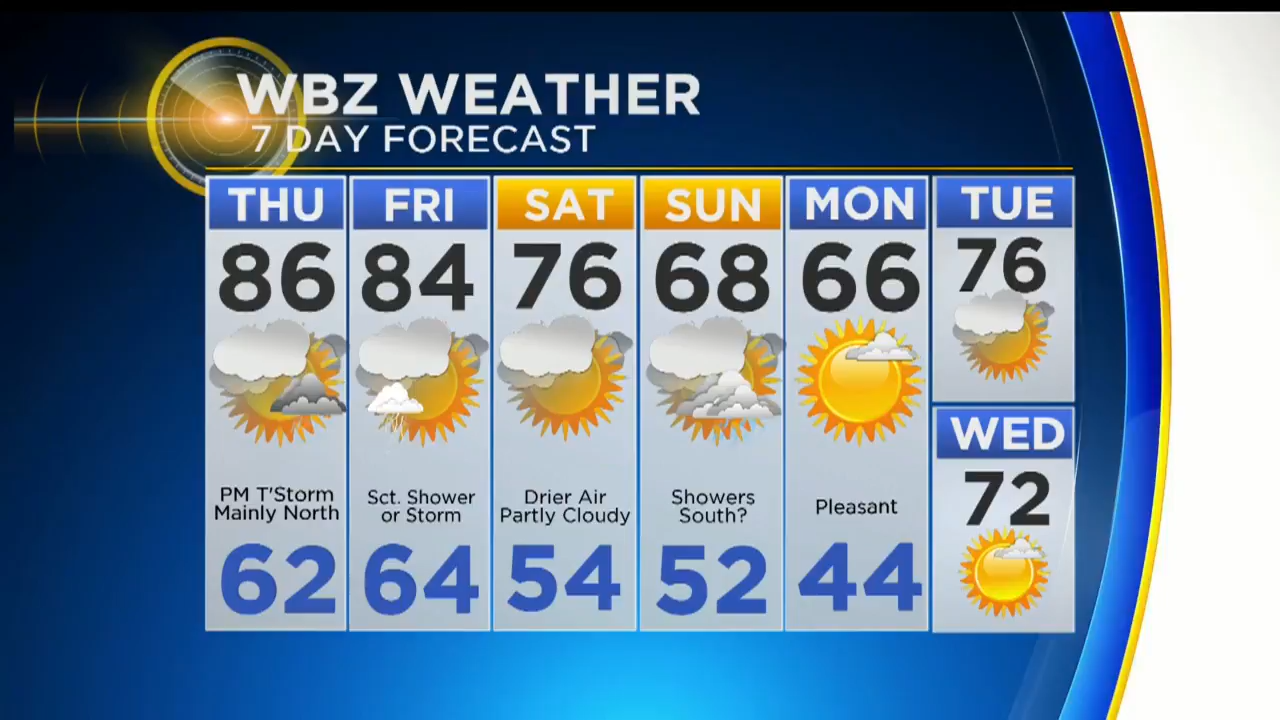 WBZ WEATHER
7 DAY FORECAST
THU
86
PM T'Storm
Mainly North
62
FRI
84
Sct. Shower
or Storm
64
SAT
76
Drier Air
Partly Cloudy
54
SUN
68
Showers
South?
52
MON
66
Pleasant
44
TUE
76
WED
72